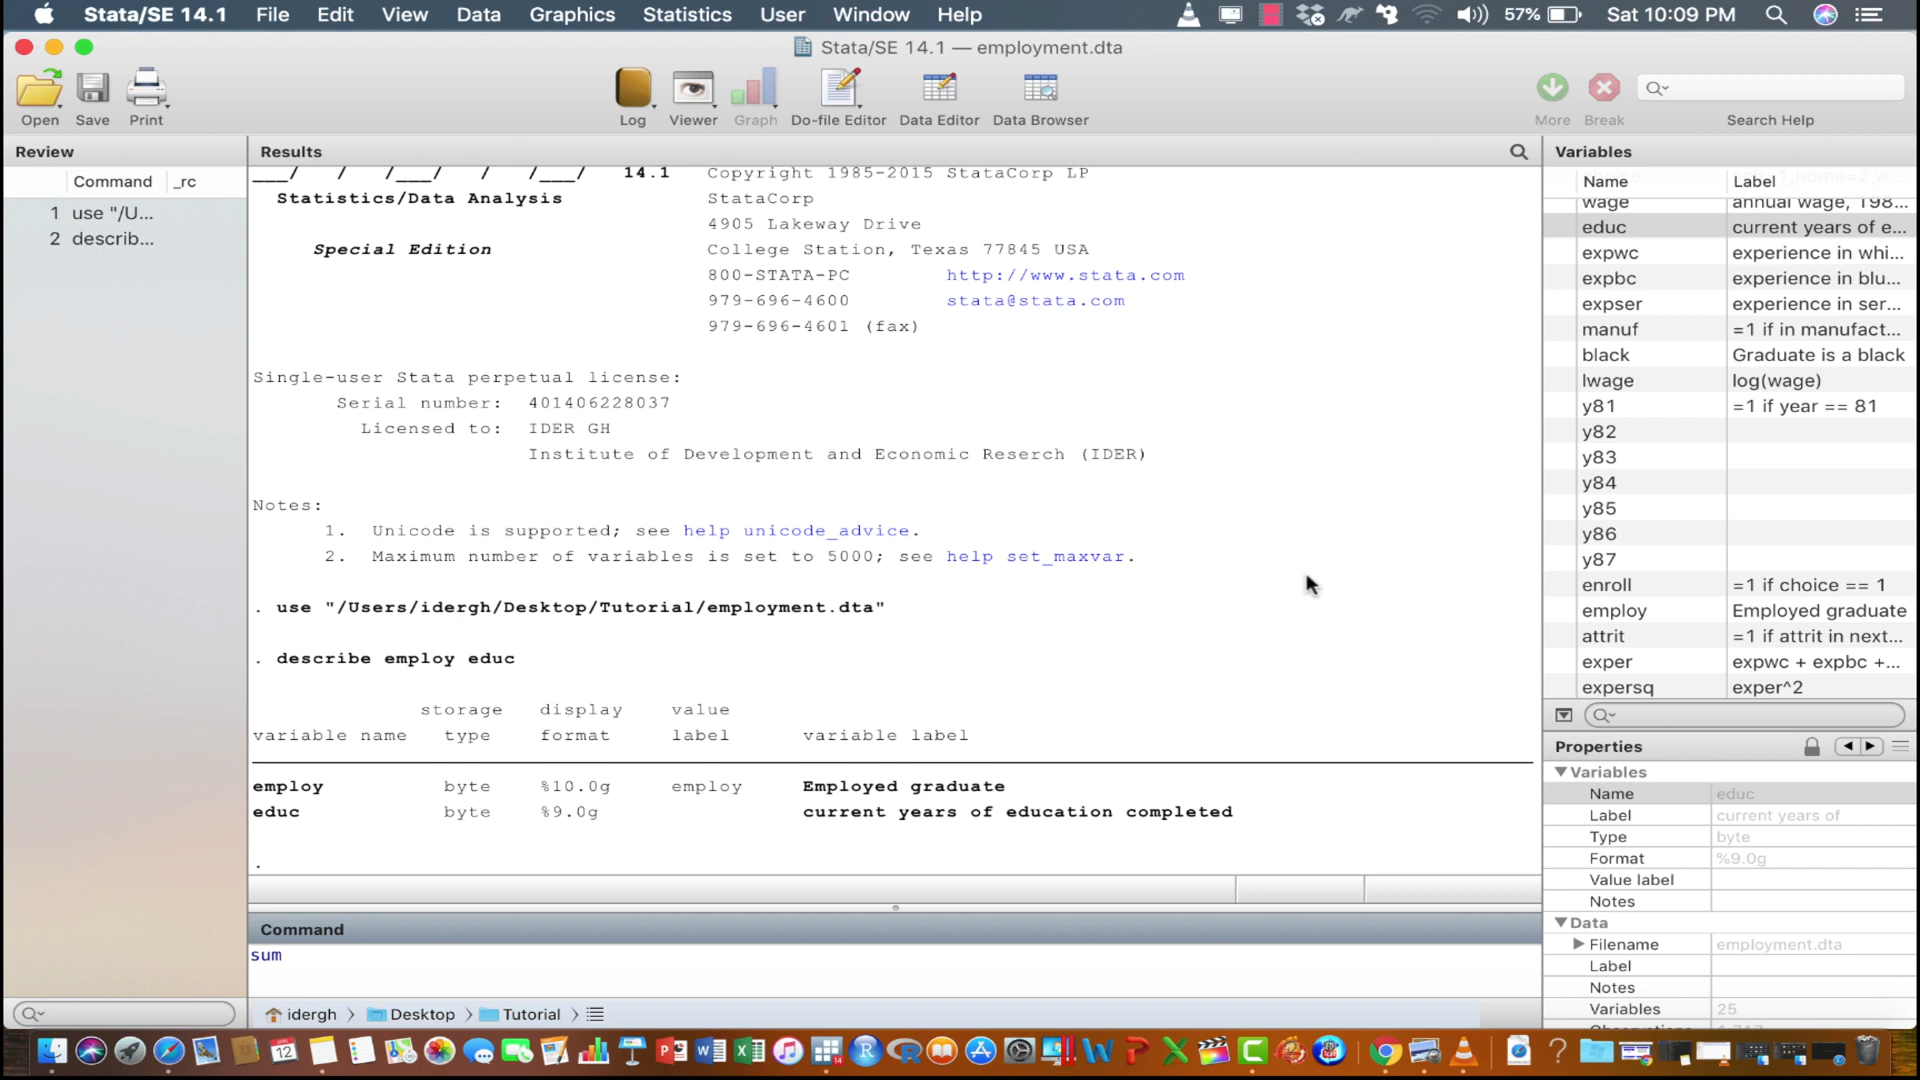 Stata/SE 14.1 File Edit View Data Graphics Statistics User Window Help 57% Sat 10:09 PM
Stata/SE 14.1 — employment.dta
Open Save Print Log Viewer Graph Do-file Editor Data Editor Data Browser More Break Search Help
Review
Command _rc
1 use "/U...
2 describ...
Results
___/ / /___/ / /___/ 14.1 Copyright 1985-2015 StataCorp LP
Statistics/Data Analysis StataCorp
4905 Lakeway Drive
Special Edition College Station, Texas 77845 USA
800-STATA-PC http://www.stata.com
979-696-4600 stata@stata.com
979-696-4601 (fax)
Single-user Stata perpetual license:
Serial number: 401406228037
Licensed to: IDER GH
Institute of Development and Economic Reserch (IDER)
Notes:
1. Unicode is supported; see help unicode_advice.
2. Maximum number of variables is set to 5000; see help set_maxvar.
. use "/Users/idergh/Desktop/Tutorial/employment.dta"
. describe employ educ
storage display value
variable name type format label variable label
employ byte %10.0g employ Employed graduate
educ byte %9.0g current years of education completed
.
Command
sum
idergh Desktop Tutorial
Variables
Name Label
wage annual wage, 198...
educ current years of e...
expwc experience in whi...
expbc experience in blu...
expser experience in ser...
manuf =1 if in manufact...
black Graduate is a black
lwage log(wage)
y81 =1 if year == 81
y82
y83
y84
y85
y86
y87
enroll =1 if choice == 1
employ Employed graduate
attrit =1 if attrit in next...
exper expwc + expbc +...
expersq exper^2
Properties
Variables
Name educ
Label current years of
Type byte
Format %9.0g
Value label
Notes
Data
Filename employment.dta
Label
Notes
Variables 25